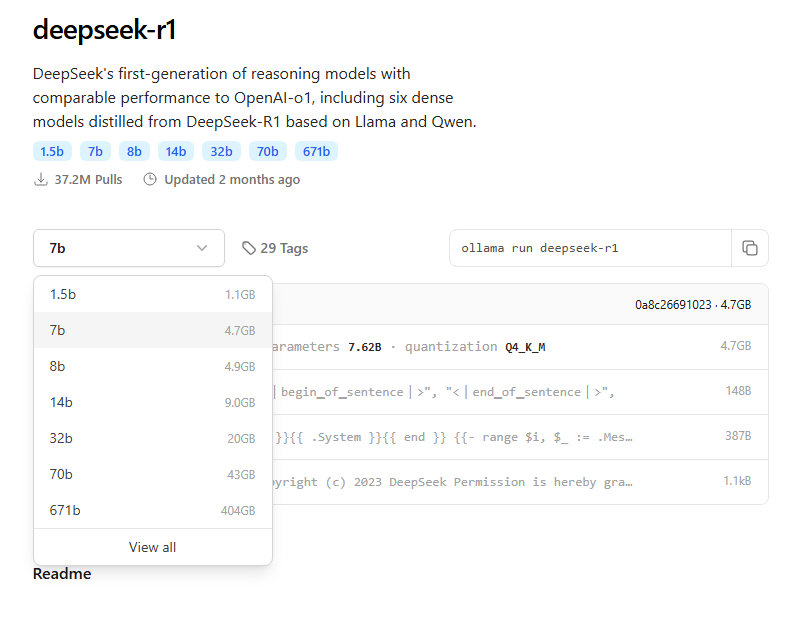 deepseek-r1
DeepSeek's first-generation of reasoning models with
comparable performance to OpenAI-o1, including six dense
models distilled from DeepSeek-R1 based on Llama and Qwen.
1.5b 7b 8b 14b 32b 70b 671b
37.2M Pulls Updated 2 months ago
7b 29 Tags ollama run deepseek-r1
1.5b 1.1GB
7b 4.7GB
8b 4.9GB
14b 9.0GB
32b 20GB
70b 43GB
671b 404GB
View all
0a8c26691023 · 4.7GB
arameters 7.62B · quantization Q4_K_M 4.7GB
|begin_of_sentence|>", "<|end_of_sentence|>", 148B
}}{{ .System }}{{ end }} {{- range $i, $_ := .Mes… 387B
pyright (c) 2023 DeepSeek Permission is hereby gra… 1.1kB
Readme